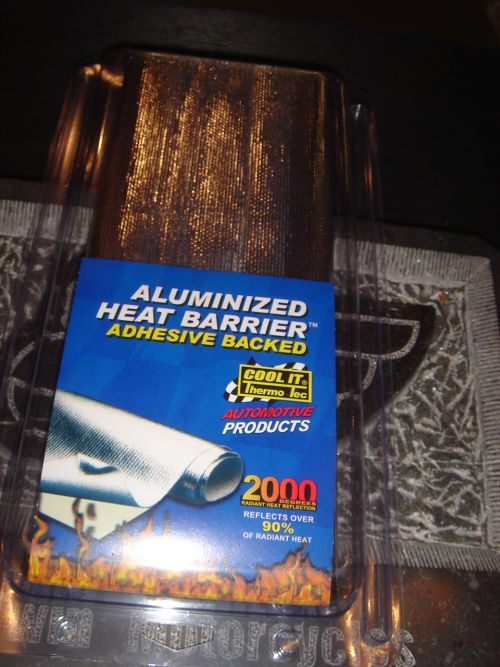 ALUMINIZED
HEAT BARRIER™
ADHESIVE BACKED
COOL IT®
Thermo Tec
AUTOMOTIVE
PRODUCTS
2000
DEGREES
RADIANT HEAT REFLECTION
REFLECTS OVER
90%
OF RADIANT HEAT
Motorcycles